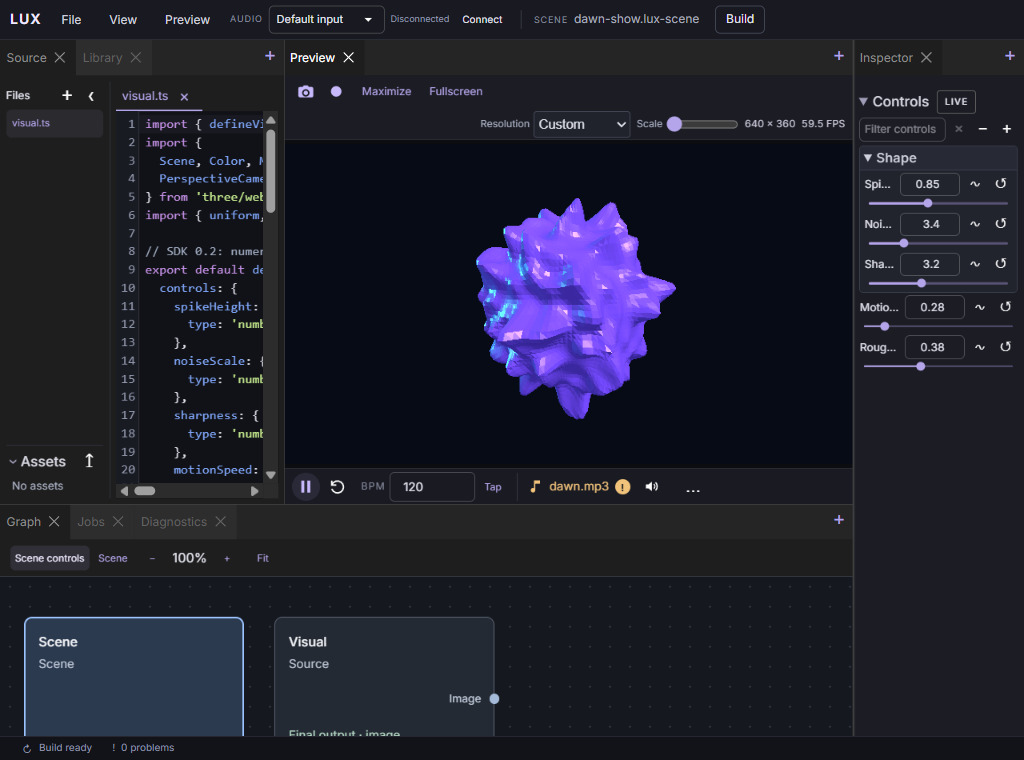 LUX File View Preview AUDIO Default input Disconnected Connect SCENE dawn-show.lux-scene Build
Source Library
Files
visual.ts
visual.ts
1 import { defineVi
2 import {
3 Scene, Color,
4 PerspectiveCame
5 } from 'three/web
6 import { uniform,
7
8 // SDK 0.2: numer
9 export default de
10 controls: {
11 spikeHeight:
12 type: 'numb
13 },
14 noiseScale: {
15 type: 'numb
16 },
17 sharpness: {
18 type: 'numb
19 },
20 motionSpeed:
Assets
No assets
Preview
Maximize Fullscreen
Resolution Custom Scale 640 × 360 59.5 FPS
BPM 120 Tap dawn.mp3 ! ...
Inspector
Controls LIVE
Filter controls
Shape
Spi... 0.85
Noi... 3.4
Sha... 3.2
Motio... 0.28
Roug... 0.38
Graph Jobs Diagnostics
Scene controls Scene − 100% + Fit
Scene
Scene
Visual
Source
Image
Final output · image
Build ready ! 0 problems